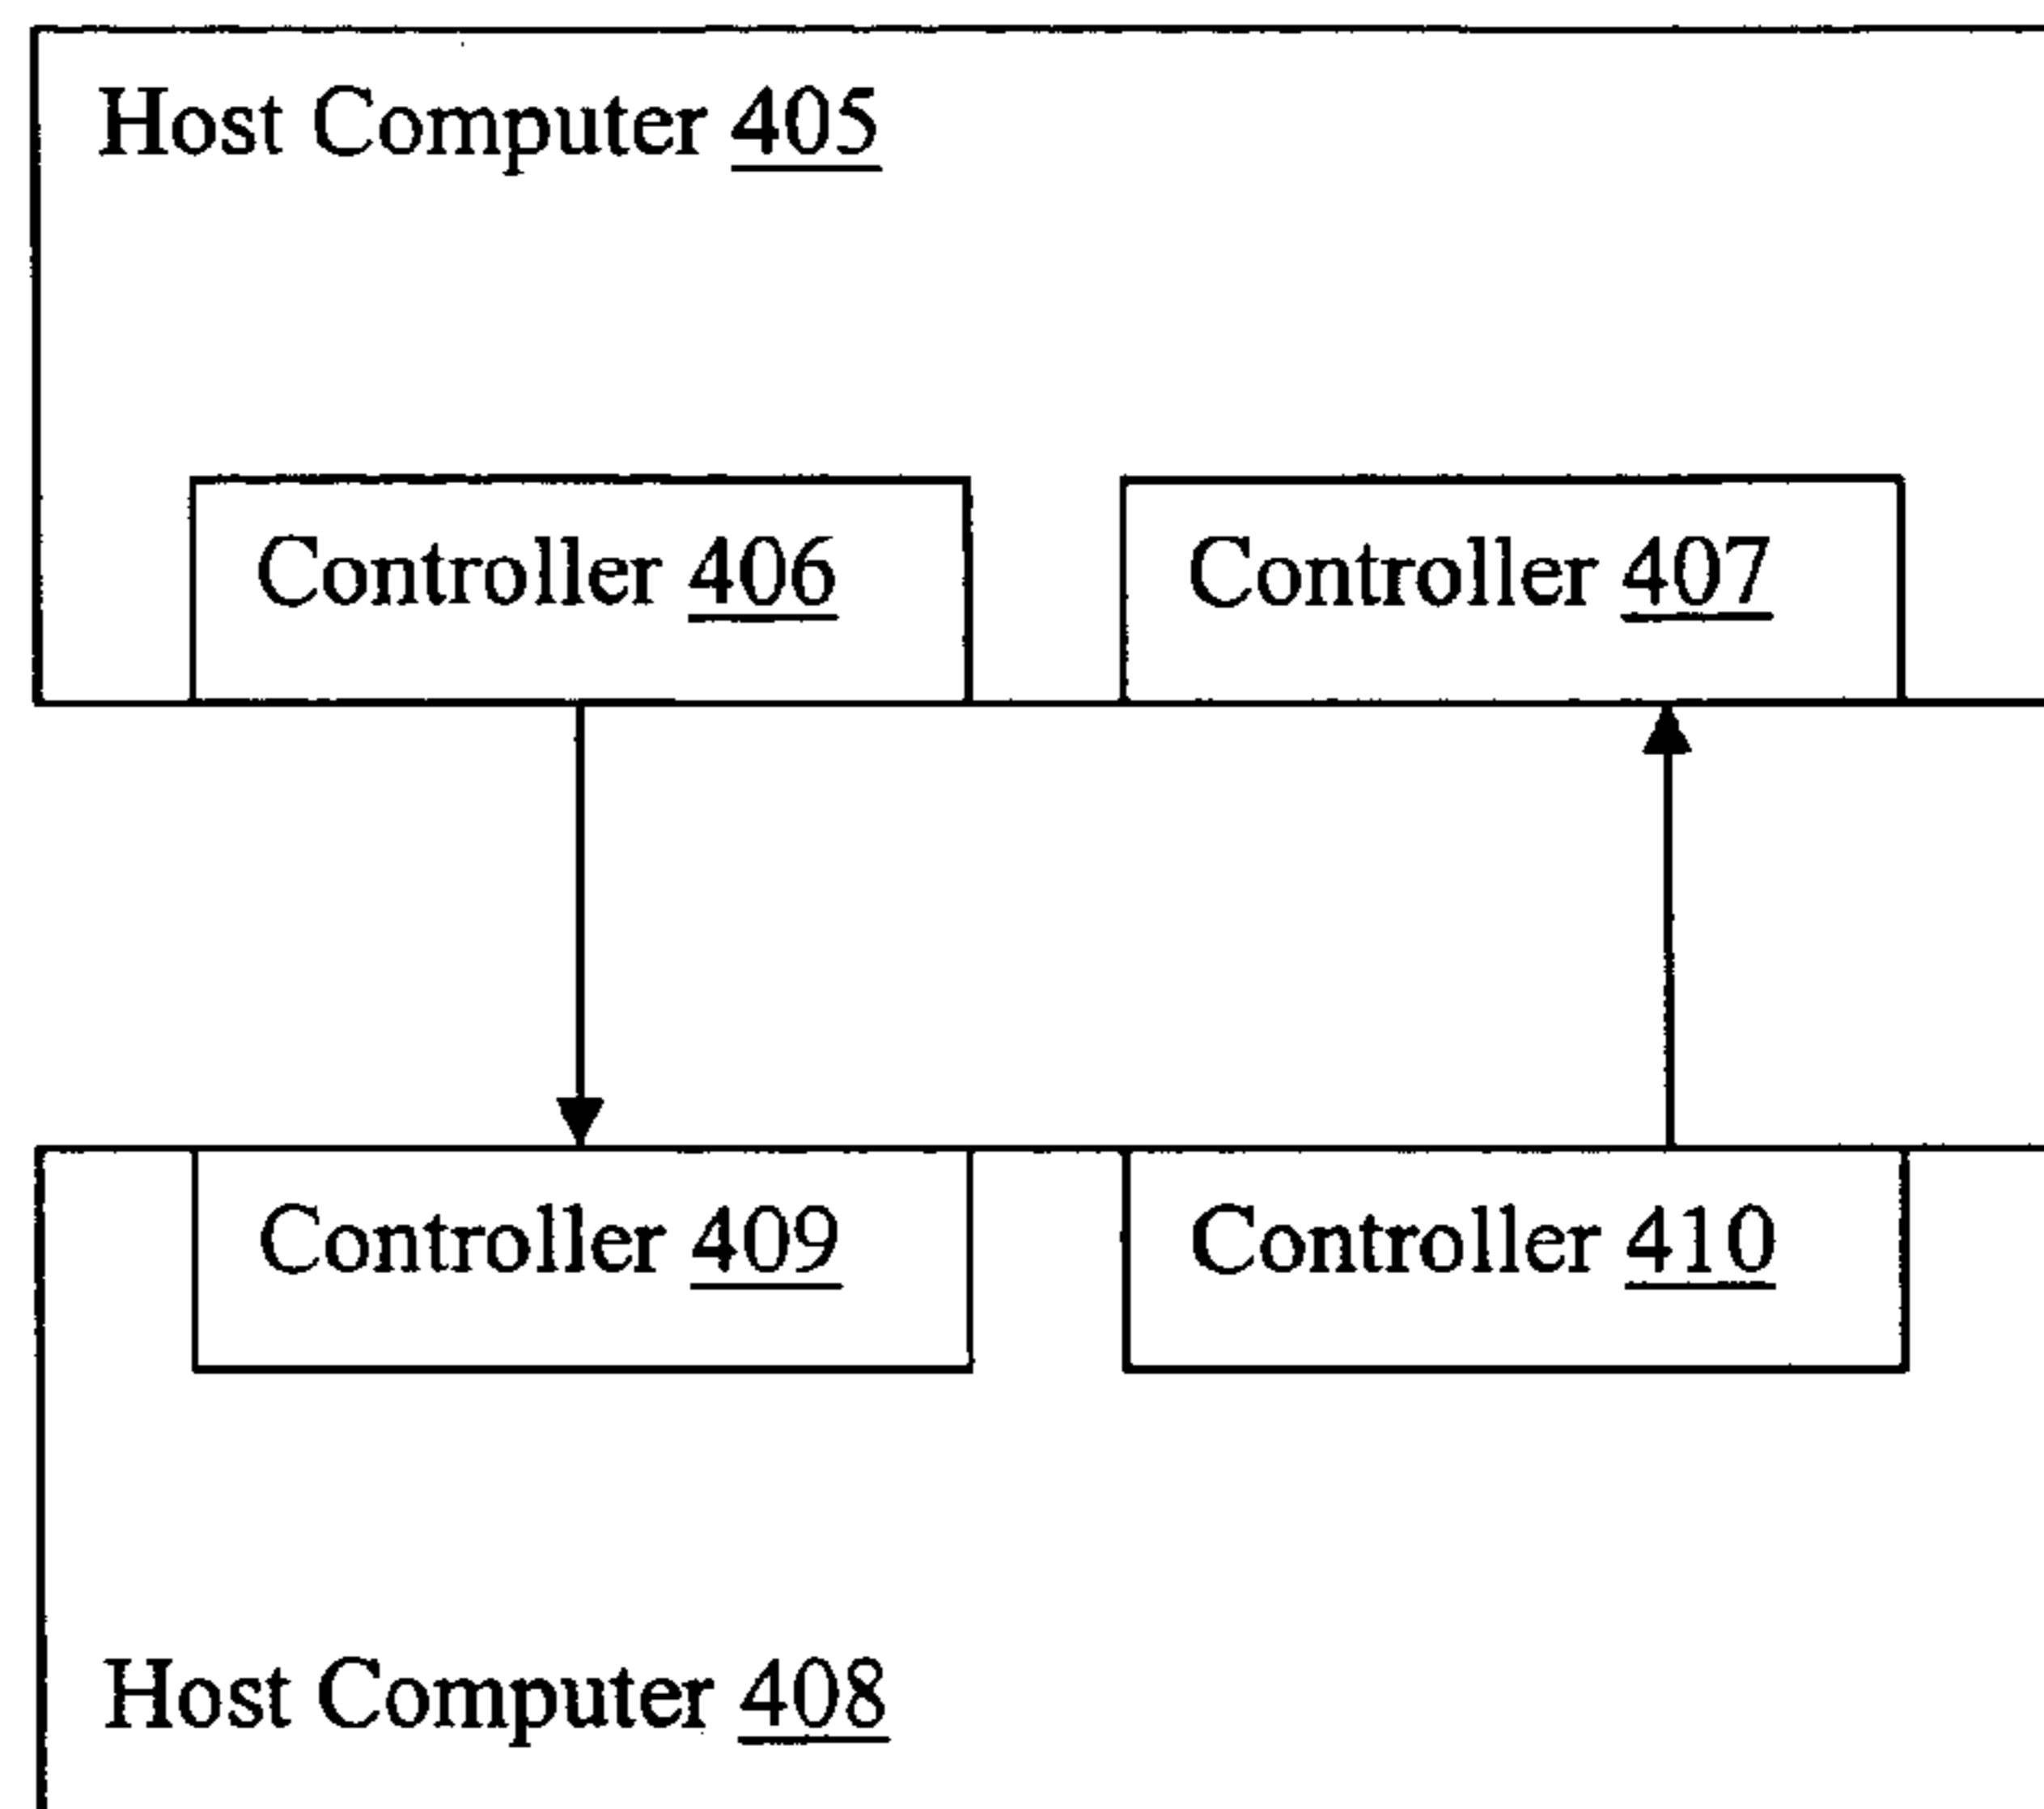 Host Computer 405
Controller 406
Controller 407
Controller 409
Controller 410
Host Computer 408